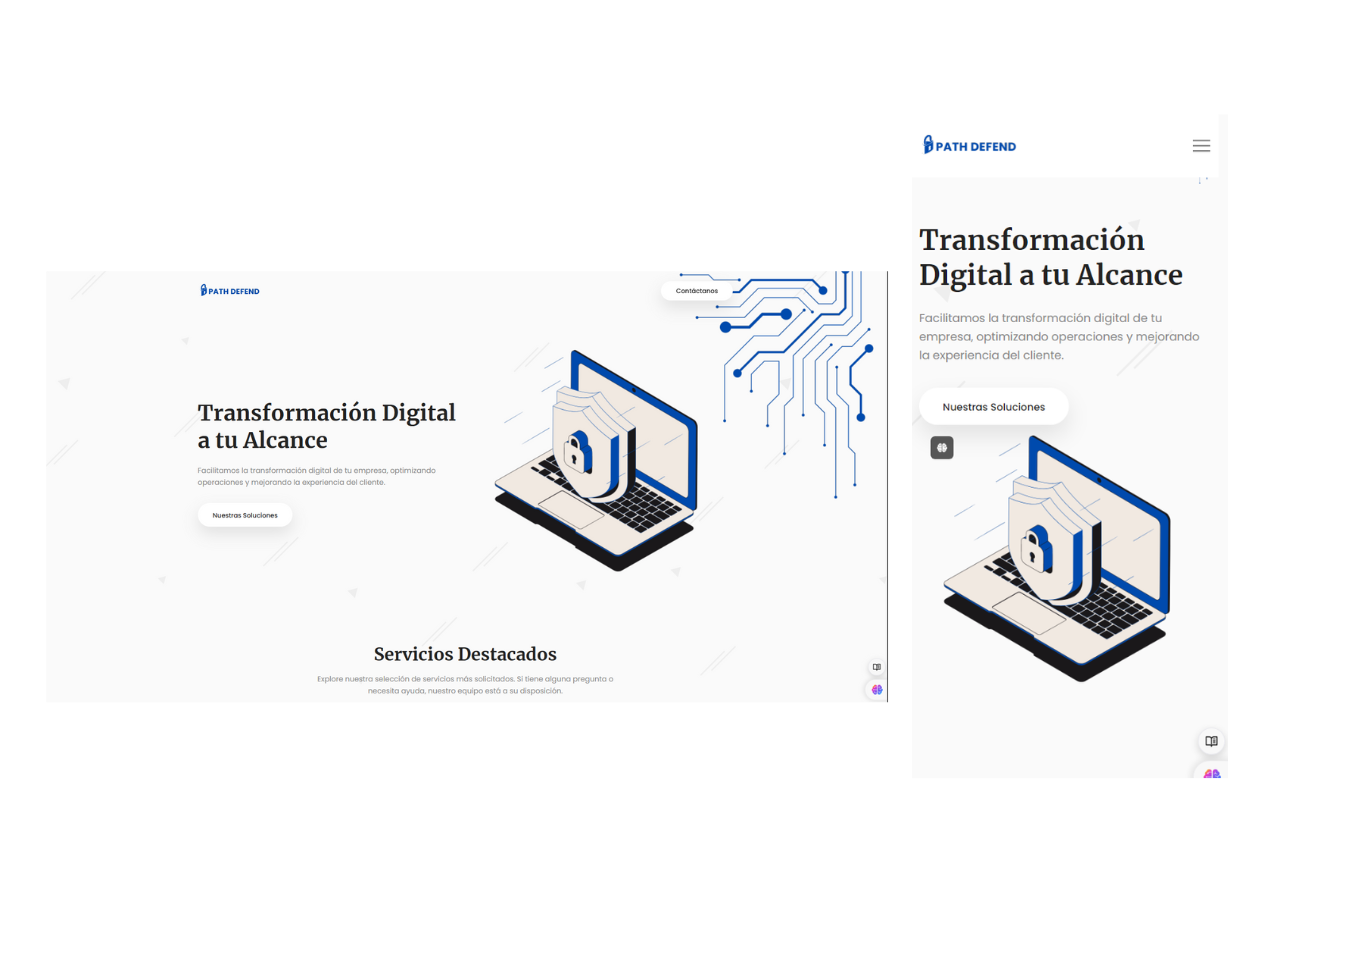 PATH DEFEND
Contáctanos
Transformación Digital
a tu Alcance
Facilitamos la transformación digital de tu empresa, optimizando
operaciones y mejorando la experiencia del cliente.
Nuestras Soluciones
Servicios Destacados
Explore nuestra selección de servicios más solicitados. Si tiene alguna pregunta o
necesita ayuda, nuestro equipo está a su disposición.
PATH DEFEND
Transformación
Digital a tu Alcance
Facilitamos la transformación digital de tu
empresa, optimizando operaciones y mejorando
la experiencia del cliente.
Nuestras Soluciones